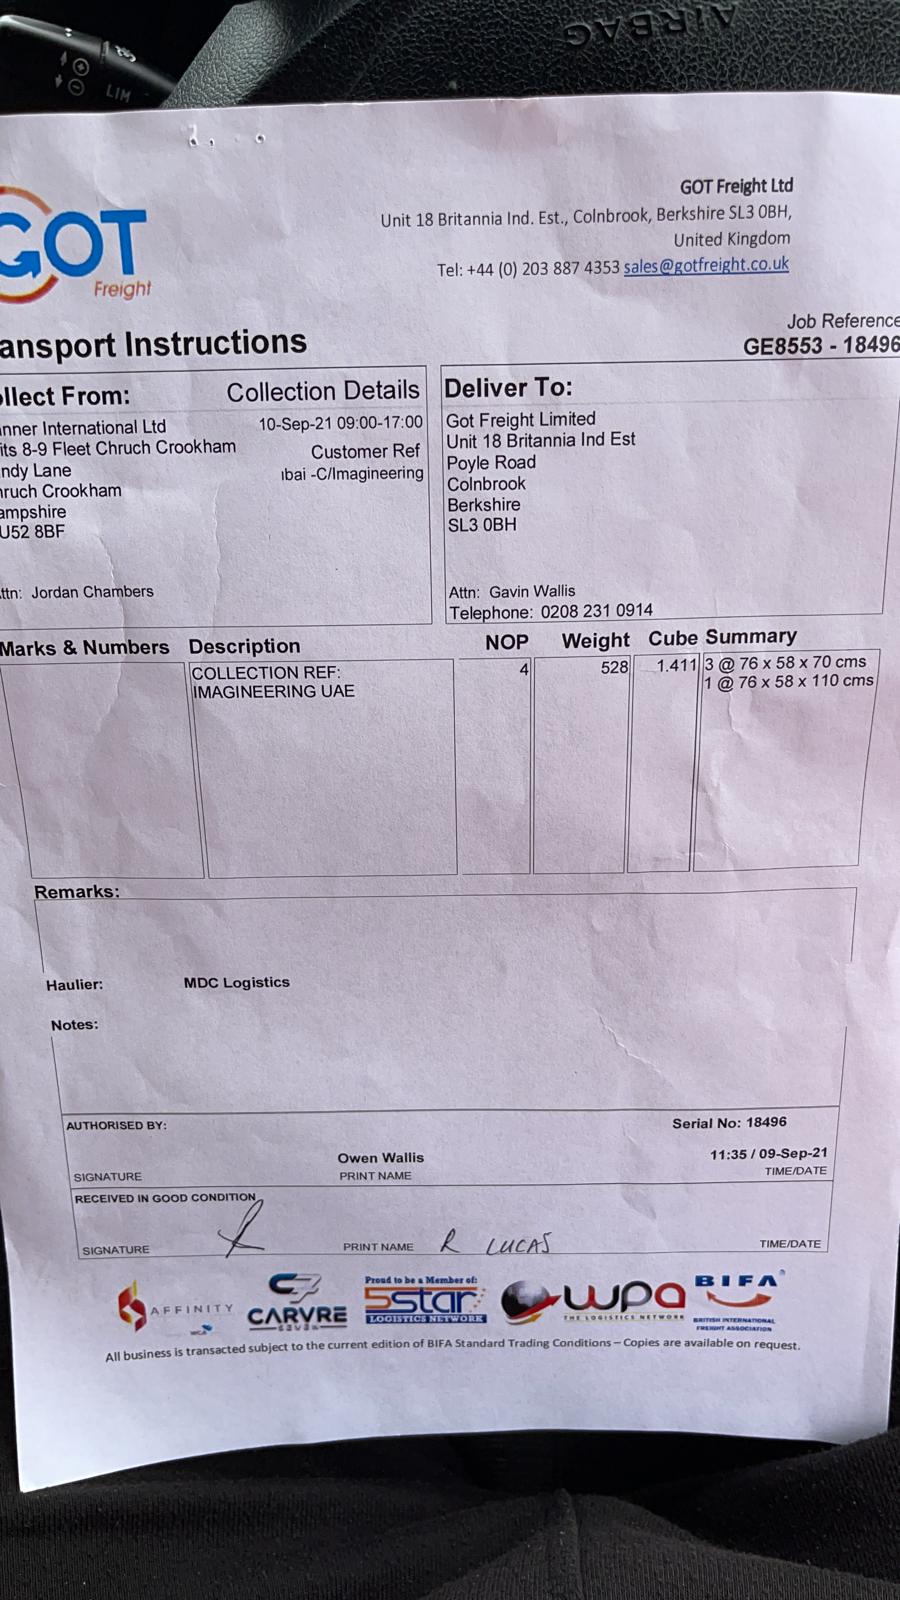 AIRBAG
LIM
GOT
Freight
GOT Freight Ltd
Unit 18 Britannia Ind. Est., Colnbrook, Berkshire SL3 0BH,
United Kingdom
Tel: +44 (0) 203 887 4353 sales@gotfreight.co.uk
ansport Instructions
Job Reference
GE8553 - 18496
llect From: Collection Details
nner International Ltd 10-Sep-21 09:00-17:00
its 8-9 Fleet Chruch Crookham Customer Ref
ndy Lane ıbai -C/Imagineering
hruch Crookham
ampshire
U52 8BF
ttn: Jordan Chambers
Deliver To:
Got Freight Limited
Unit 18 Britannia Ind Est
Poyle Road
Colnbrook
Berkshire
SL3 0BH
Attn: Gavin Wallis
Telephone: 0208 231 0914
Marks & Numbers Description NOP Weight Cube Summary
COLLECTION REF: 4 528 1.411 3 @ 76 x 58 x 70 cms
IMAGINEERING UAE 1 @ 76 x 58 x 110 cms
Remarks:
Haulier: MDC Logistics
Notes:
AUTHORISED BY: Serial No: 18496
Owen Wallis 11:35 / 09-Sep-21
SIGNATURE PRINT NAME TIME/DATE
RECEIVED IN GOOD CONDITION
SIGNATURE PRINT NAME R LUCAS TIME/DATE
AFFINITY
CARVRE
Proud to be a Member of:
5star
LOGISTICS NETWORK
wpa
THE LOGISTICS NETWORK
BIFA
BRITISH INTERNATIONAL
FREIGHT ASSOCIATION
All business is transacted subject to the current edition of BIFA Standard Trading Conditions – Copies are available on request.